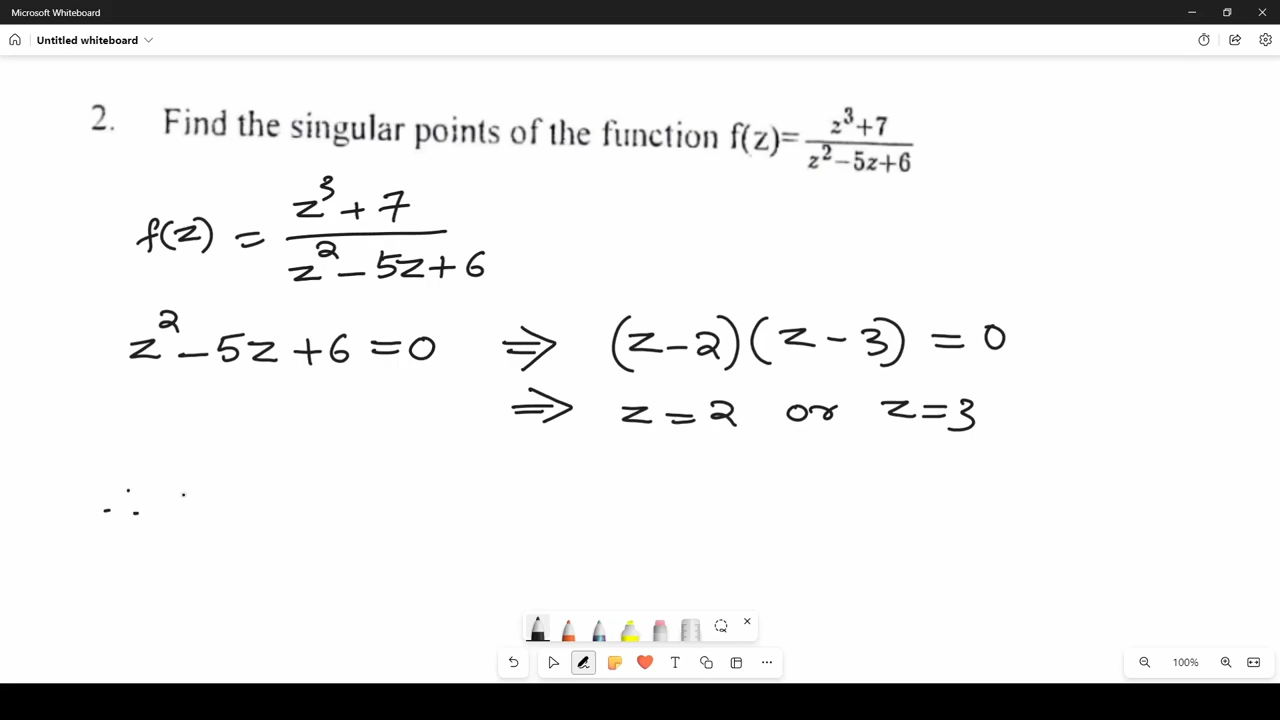 Microsoft Whiteboard
Untitled whiteboard
2. Find the singular points of the function f(z)= z³+7 / z²−5z+6
f(z) = z³ + 7 / z² − 5z + 6
z² − 5z + 6 = 0 ⇒ (z − 2)(z − 3) = 0
⇒ z = 2 or z = 3
∴
100%